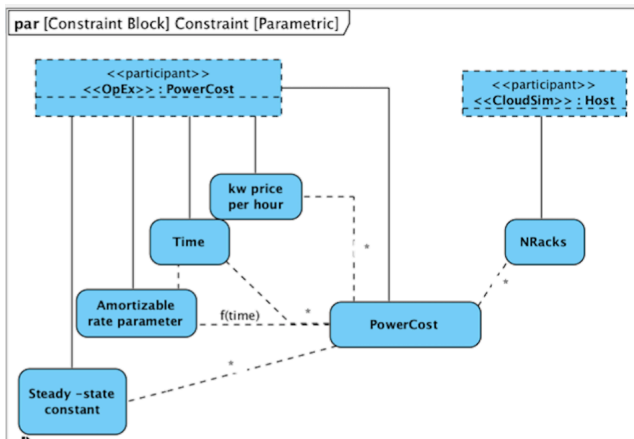 par [Constraint Block] Constraint [Parametric]
<<participant>>
<<OpEx>> : PowerCost
<<participant>>
<<CloudSim>> : Host
kw price
per hour
Time
*
NRacks
*
Amortizable
rate parameter
f(time)
*
PowerCost
*
Steady -state
constant